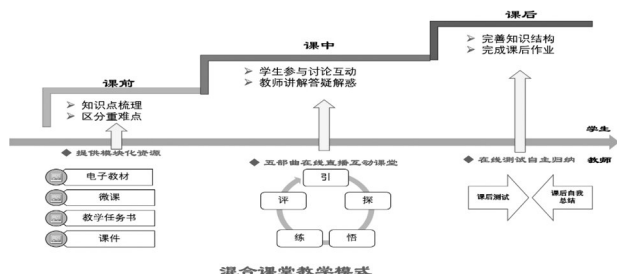 课后
➢ 完善知识结构
➢ 完成课后作业
课中
➢ 学生参与讨论互动
➢ 教师讲解答疑解惑
课前
➢ 知识点梳理
➢ 区分重难点
学生
教师
◆ 提供模块化资源
◆ 五部曲在线直播互动课堂
◆ 在线测试自主归纳
电子教材
微课
教学任务书
课件
引
探
悟
练
评
课后测试
课后自我
总结
混合课堂教学模式